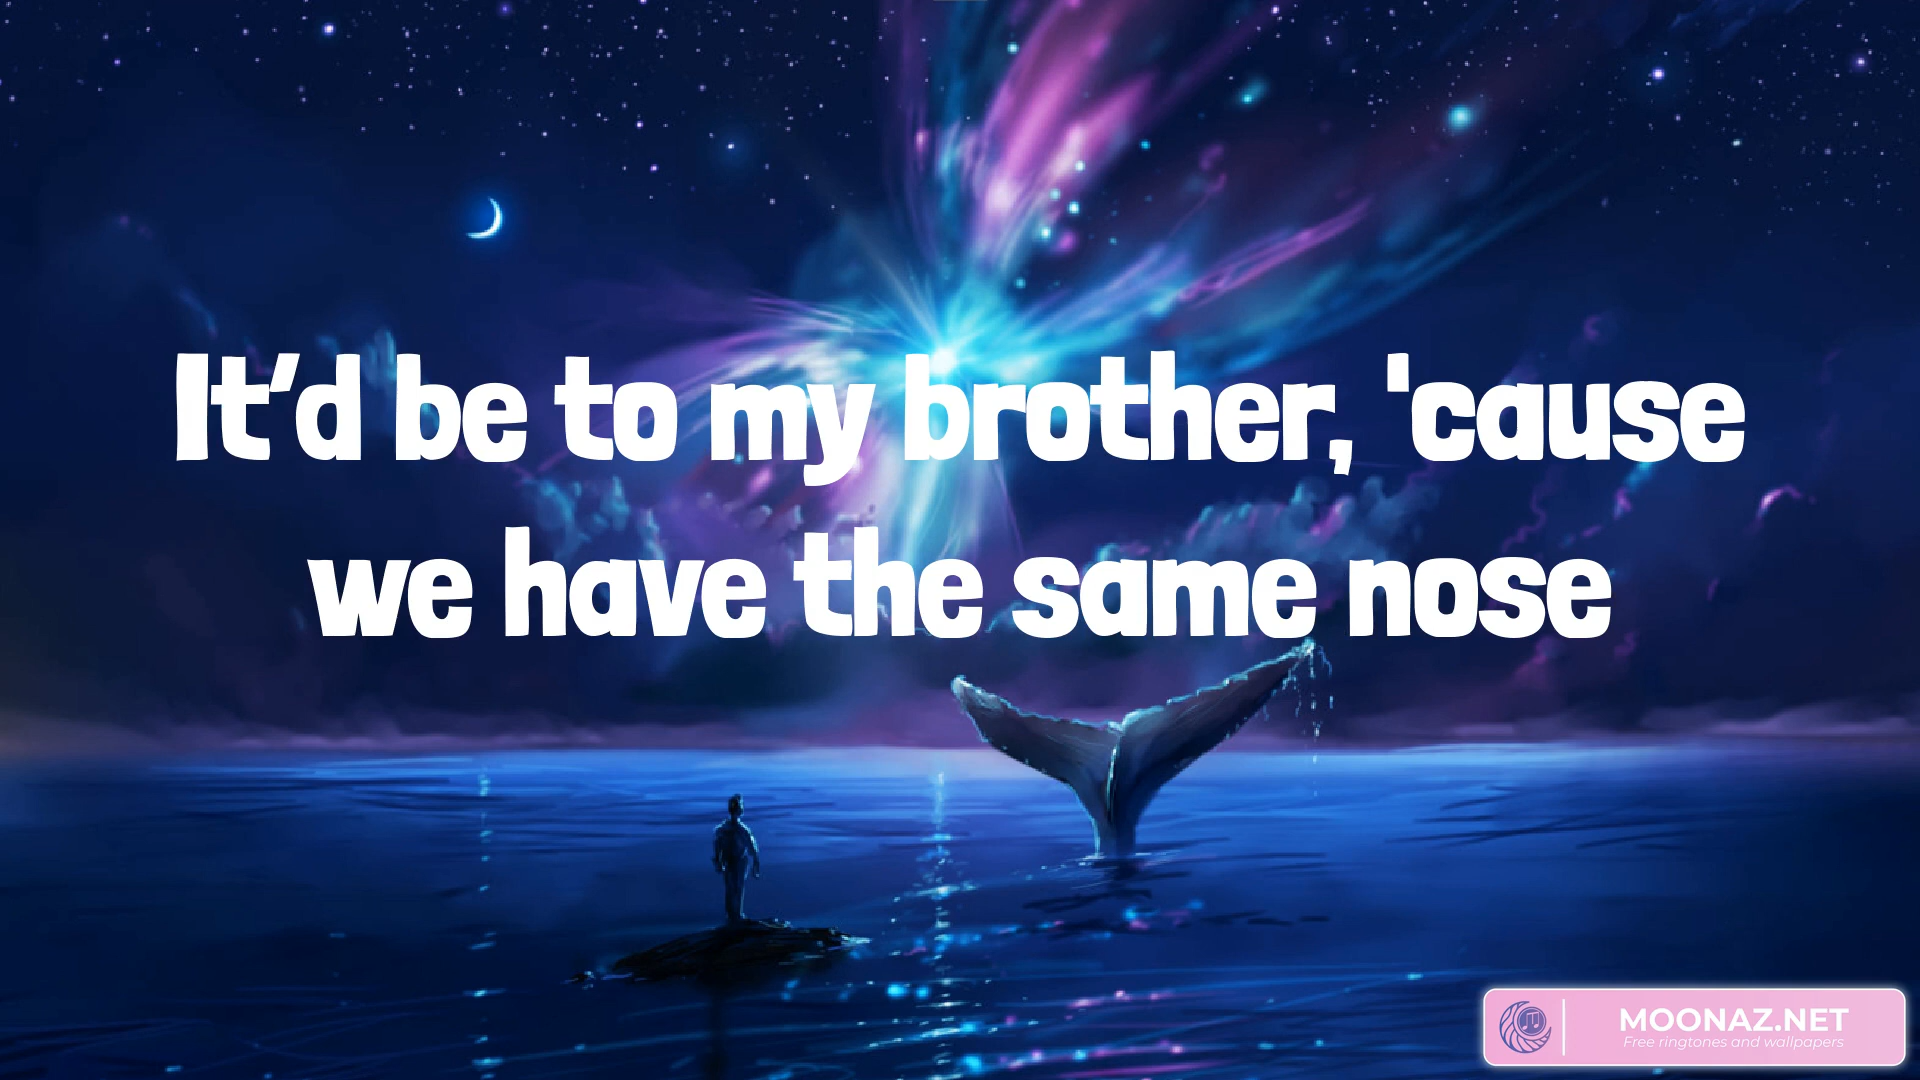 It’d be to my brother, 'cause
we have the same nose
MOONAZ.NET
Free ringtones and wallpapers